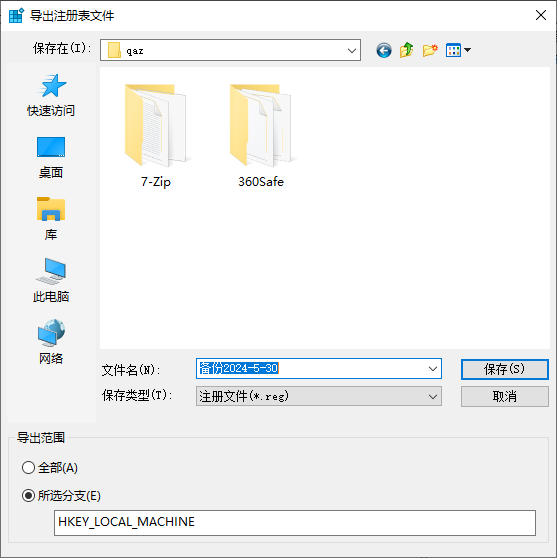 导出注册表文件
保存在(I):
qaz
快速访问
桌面
库
此电脑
网络
7-Zip
360Safe
文件名(N):
备份2024-5-30
保存(S)
保存类型(T):
注册文件(*.reg)
取消
导出范围
全部(A)
所选分支(E)
HKEY_LOCAL_MACHINE